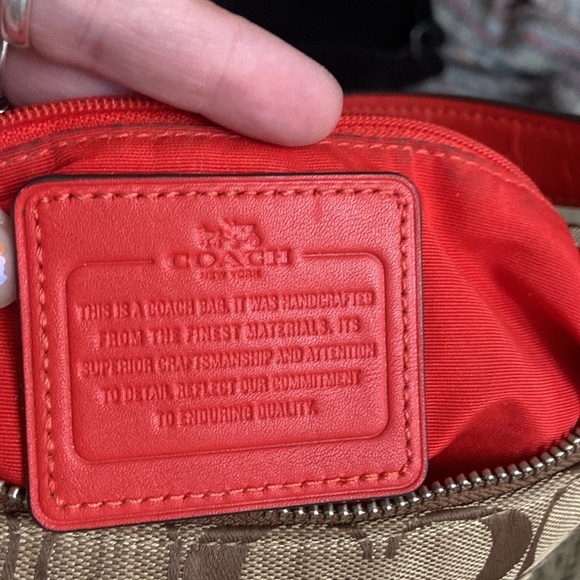 COACH
NEW YORK
THIS IS A COACH BAG. IT WAS HANDCRAFTED
FROM THE FINEST MATERIALS. ITS
SUPERIOR CRAFTSMANSHIP AND ATTENTION
TO DETAIL REFLECT OUR COMMITMENT
TO ENDURING QUALITY.